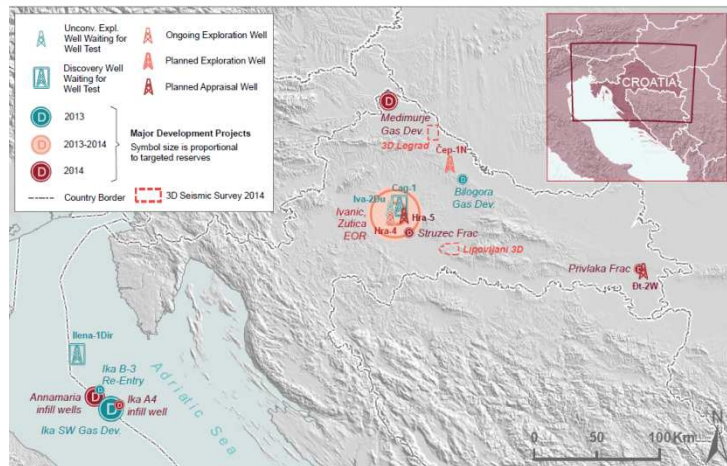 Unconv. Expl.
Well Waiting for
Well Test
Discovery Well
Waiting for
Well Test
D 2013
D 2013-2014
D 2014
Country Border
Ongoing Exploration Well
Planned Exploration Well
Planned Appraisal Well
Major Development Projects
Symbol size is proportional
to targeted reserves
3D Seismic Survey 2014
CROATIA
D
Međimurje
Gas Dev.
3D Legrad
Čep-1N
D
Bilogora
Gas Dev.
Cag-1
Iva-2Du
Ivanic,
Zutica
EOR
Hra-5
Hra-4
D
Struzec Frac
Lipovljani 3D
Privlaka Frac
Đt-2W
Ilena-1Dir
Ika B-3
Re-Entry
D
Annamaria
infill wells
D
D
D
Ika A4
infill well
Ika SW Gas Dev.
Adriatic Sea
0 50 100 Km